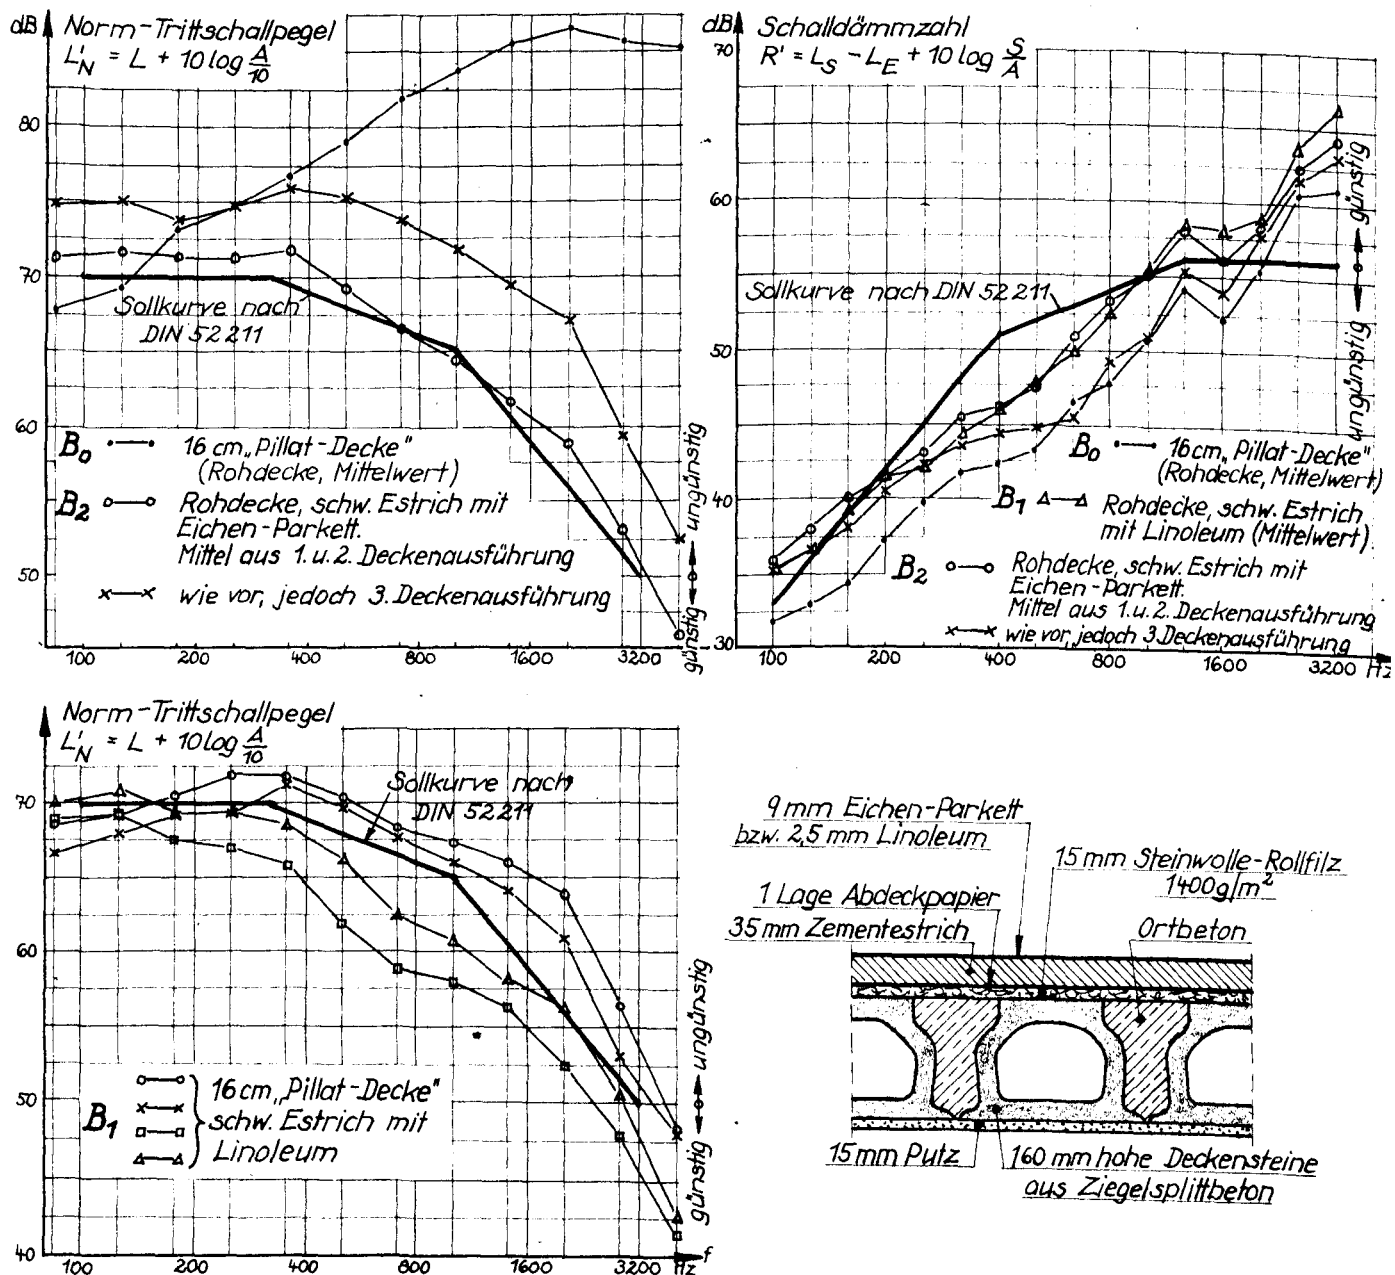 dB Norm-Trittschallpegel
L'N = L + 10 log A/10
80
70
60
50
Sollkurve nach
DIN 52211
B0 16 cm „Pillat-Decke"
(Rohdecke, Mittelwert)
B2 Rohdecke, schw. Estrich mit
Eichen-Parkett.
Mittel aus 1. u. 2. Deckenausführung
wie vor, jedoch 3. Deckenausführung
günstig ungünstig
100 200 400 800 1600 3200
dB Schalldämmzahl
R' = LS - LE + 10 log S/A
70
60
50
40
30
Sollkurve nach DIN 52211
ungünstig günstig
B0 16 cm „Pillat-Decke"
(Rohdecke, Mittelwert)
B1 Rohdecke, schw. Estrich
mit Linoleum (Mittelwert)
B2 Rohdecke, schw. Estrich mit
Eichen-Parkett.
Mittel aus 1. u. 2. Deckenausführung
wie vor, jedoch 3. Deckenausführung
100 200 400 800 1600 3200 Hz
Norm-Trittschallpegel
L'N = L + 10 log A/10
70
60
50
40
Sollkurve nach
DIN 52211
B1 16 cm „Pillat-Decke"
schw. Estrich mit
Linoleum
günstig ungünstig
100 200 400 800 1600 3200 Hz f
9 mm Eichen-Parkett
bzw. 2,5 mm Linoleum
15 mm Steinwolle-Rollfilz
1400 g/m²
1 Lage Abdeckpapier
35 mm Zementestrich
Ortbeton
15 mm Putz
160 mm hohe Deckensteine
aus Ziegelsplittbeton